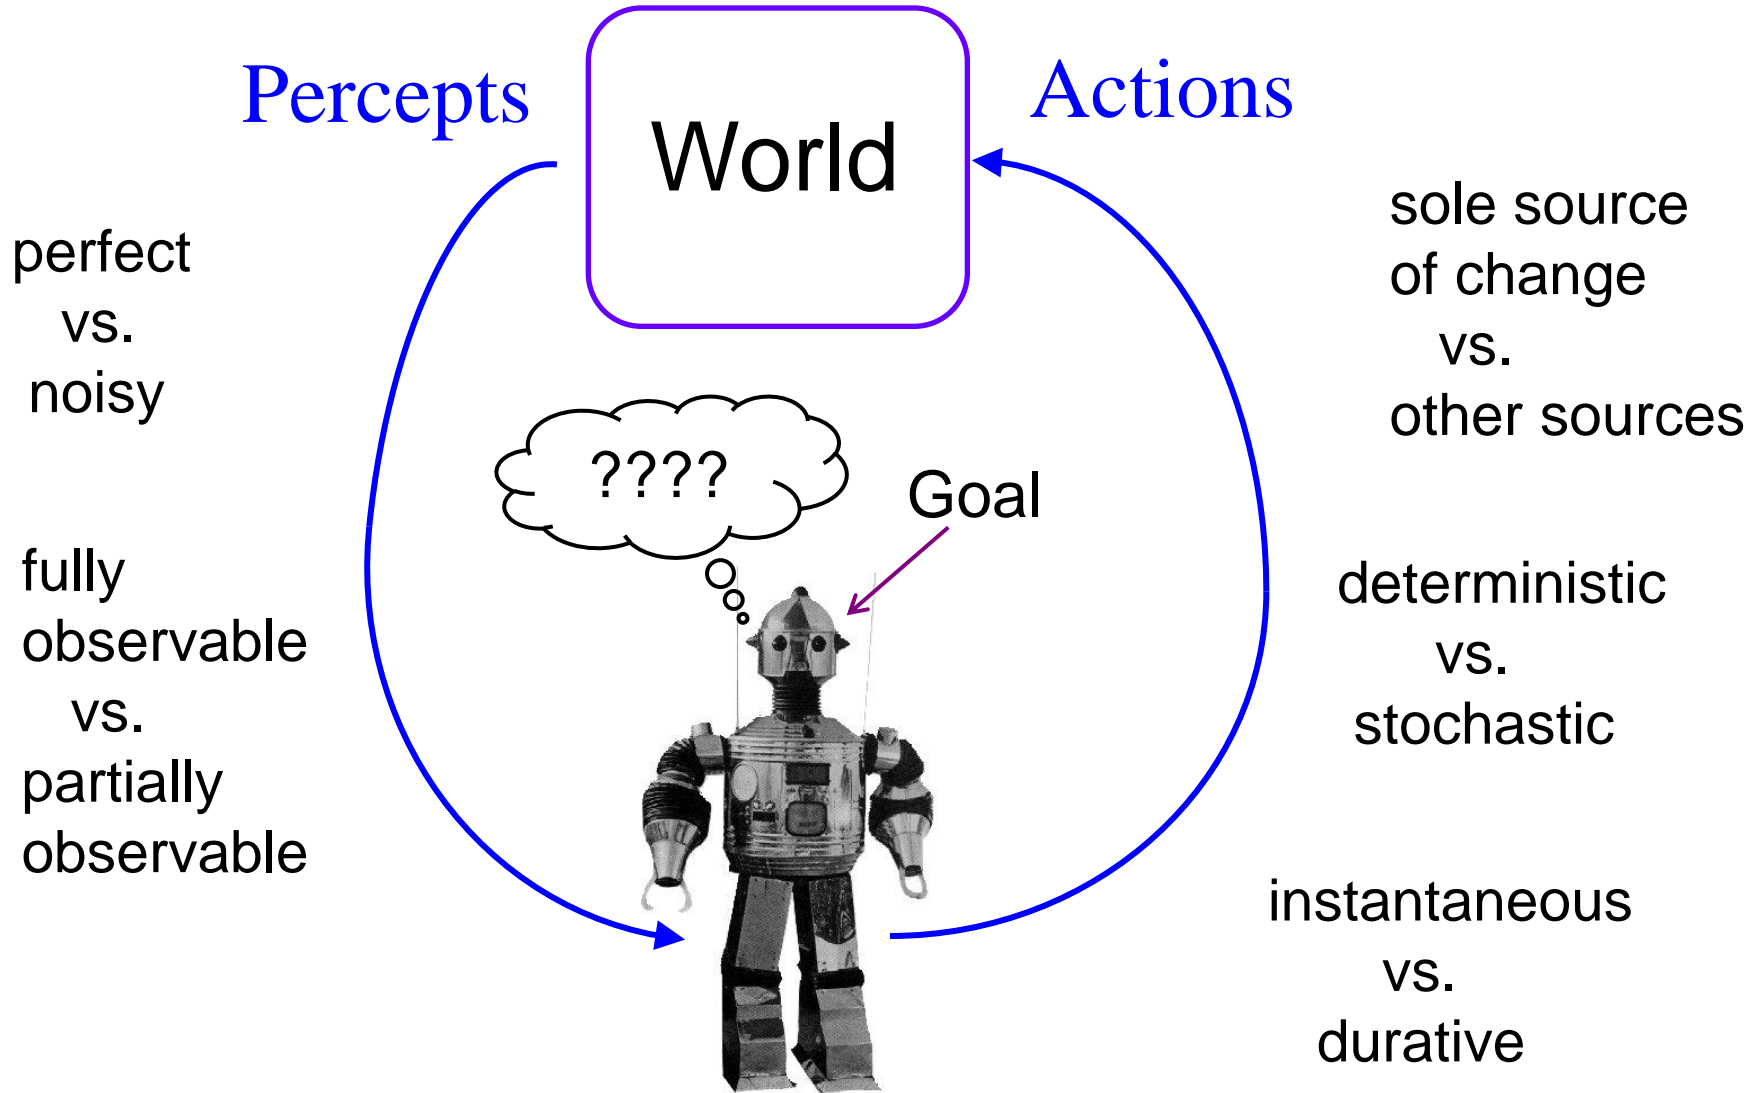 Percepts
World
Actions
perfect
vs.
noisy
fully
observable
vs.
partially
observable
????
Goal
sole source
of change
vs.
other sources
deterministic
vs.
stochastic
instantaneous
vs.
durative